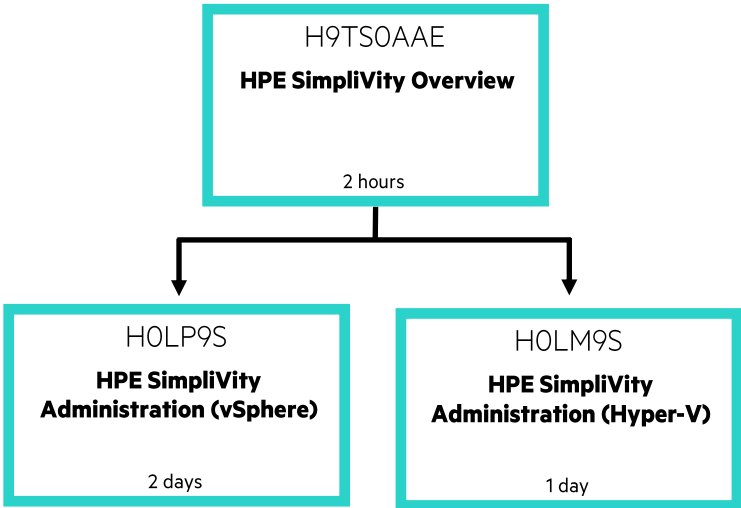 H9TS0AAE
HPE SimpliVity Overview
2 hours
H0LP9S
HPE SimpliVity
Administration (vSphere)
2 days
H0LM9S
HPE SimpliVity
Administration (Hyper-V)
1 day